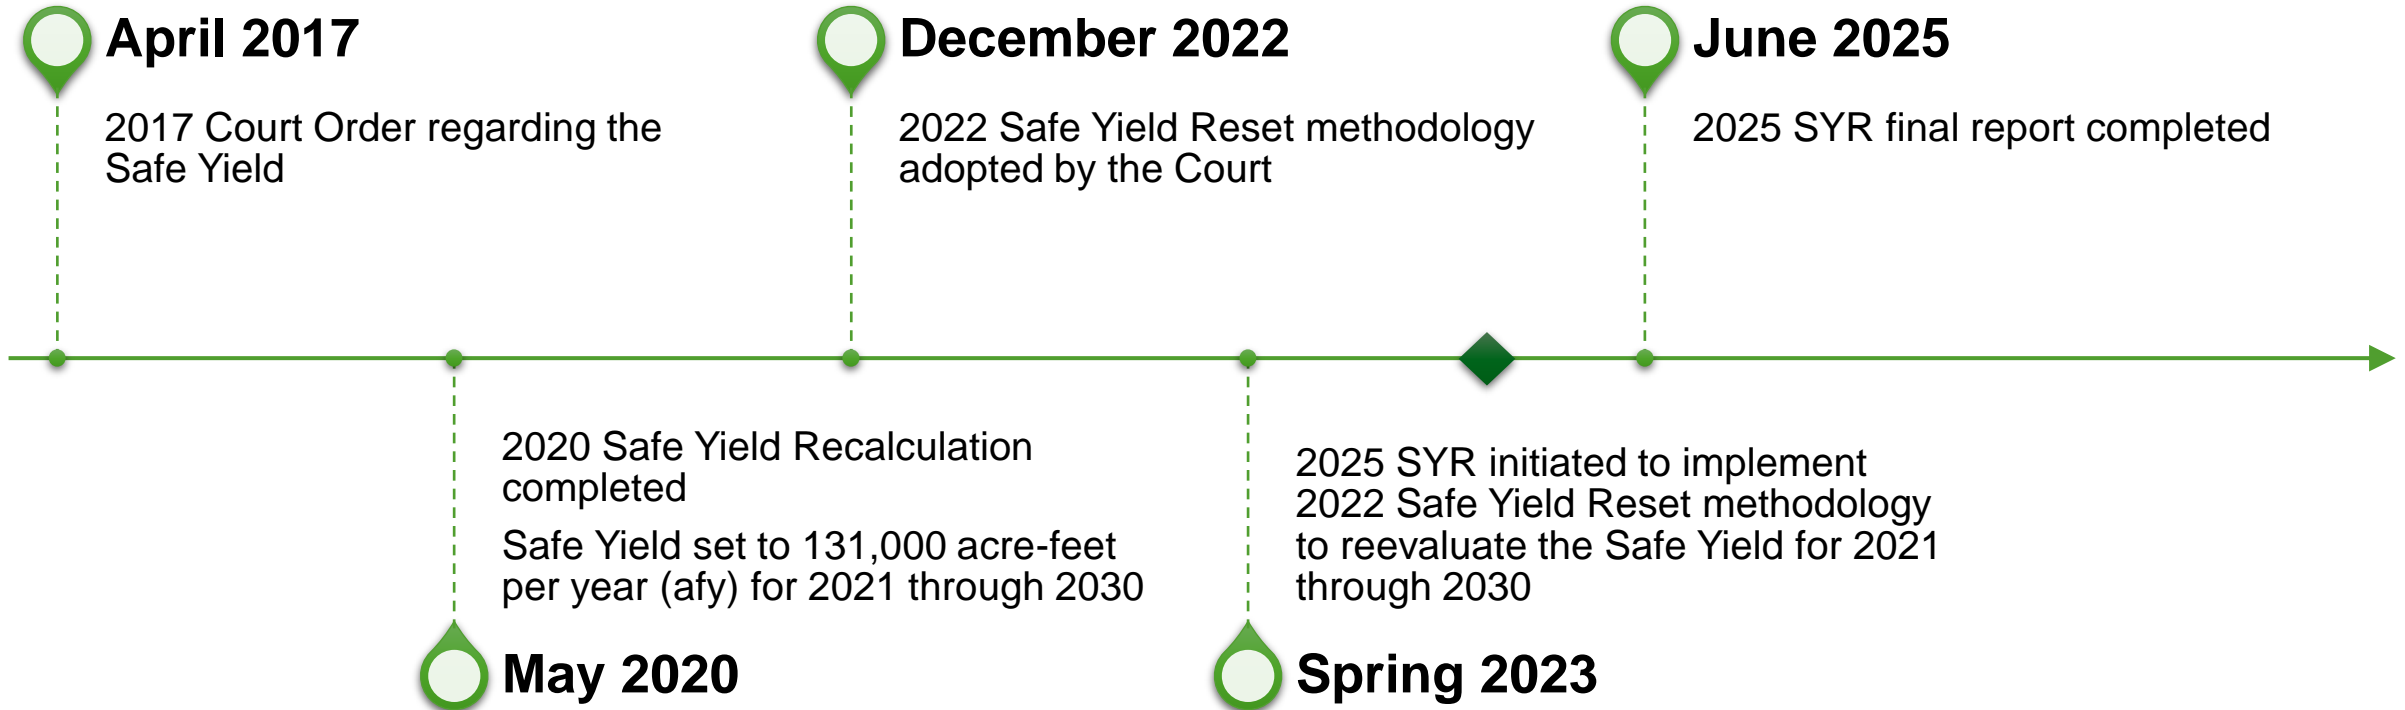 April 2017
2017 Court Order regarding the
Safe Yield
December 2022
2022 Safe Yield Reset methodology
adopted by the Court
June 2025
2025 SYR final report completed
2020 Safe Yield Recalculation
completed
Safe Yield set to 131,000 acre-feet
per year (afy) for 2021 through 2030
May 2020
2025 SYR initiated to implement
2022 Safe Yield Reset methodology
to reevaluate the Safe Yield for 2021
through 2030
Spring 2023